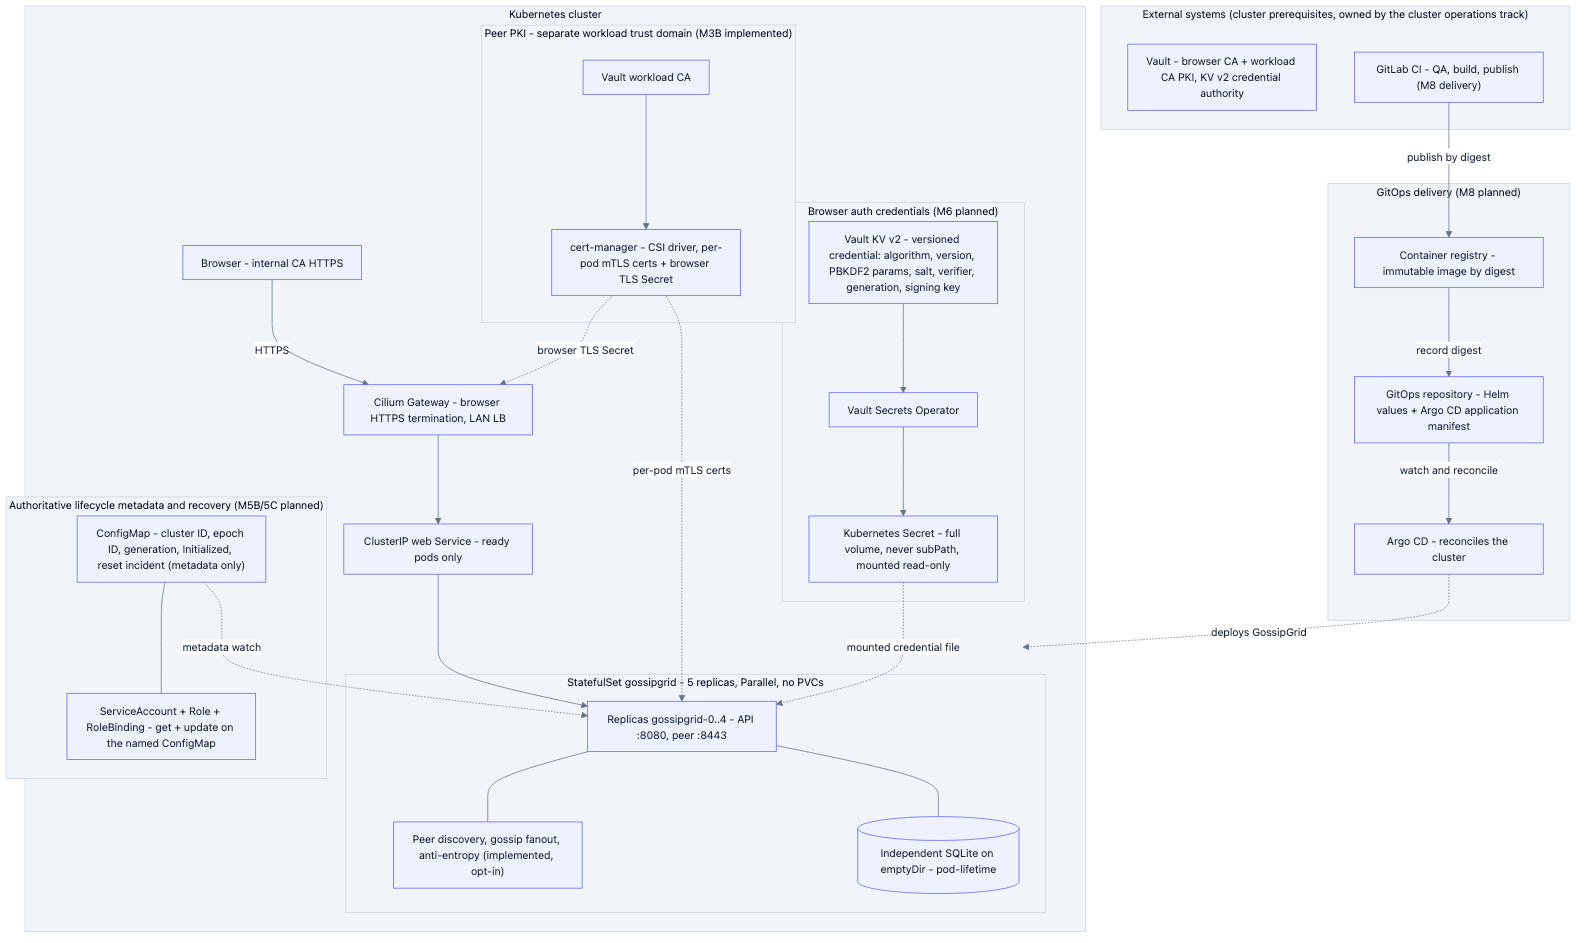 Kubernetes cluster
External systems (cluster prerequisites, owned by the cluster operations track)
Peer PKI - separate workload trust domain (M3B implemented)
Vault workload CA
Vault - browser CA + workload
CA PKI, KV v2 credential
authority
GitLab CI - QA, build, publish
(M8 delivery)
publish by digest
GitOps delivery (M8 planned)
Browser auth credentials (M6 planned)
cert-manager - CSI driver, per-
pod mTLS certs + browser
TLS Secret
Vault KV v2 - versioned
credential: algorithm, version,
PBKDF2 params, salt, verifier,
generation, signing key
Browser - internal CA HTTPS
Container registry -
immutable image by digest
HTTPS
browser TLS Secret
record digest
Cilium Gateway - browser
HTTPS termination, LAN LB
Vault Secrets Operator
GitOps repository - Helm
values + Argo CD application
manifest
per-pod mTLS certs
watch and reconcile
Authoritative lifecycle metadata and recovery (M5B/5C planned)
ConfigMap - cluster ID, epoch
ID, generation, Initialized,
reset incident (metadata only)
ClusterIP web Service - ready
pods only
Kubernetes Secret - full
volume, never subPath,
mounted read-only
Argo CD - reconciles the
cluster
metadata watch
mounted credential file
deploys GossipGrid
StatefulSet gossipgrid - 5 replicas, Parallel, no PVCs
ServiceAccount + Role +
RoleBinding - get + update on
the named ConfigMap
Replicas gossipgrid-0..4 - API
:8080, peer :8443
Peer discovery, gossip fanout,
anti-entropy (implemented,
opt-in)
Independent SQLite on
emptyDir - pod-lifetime